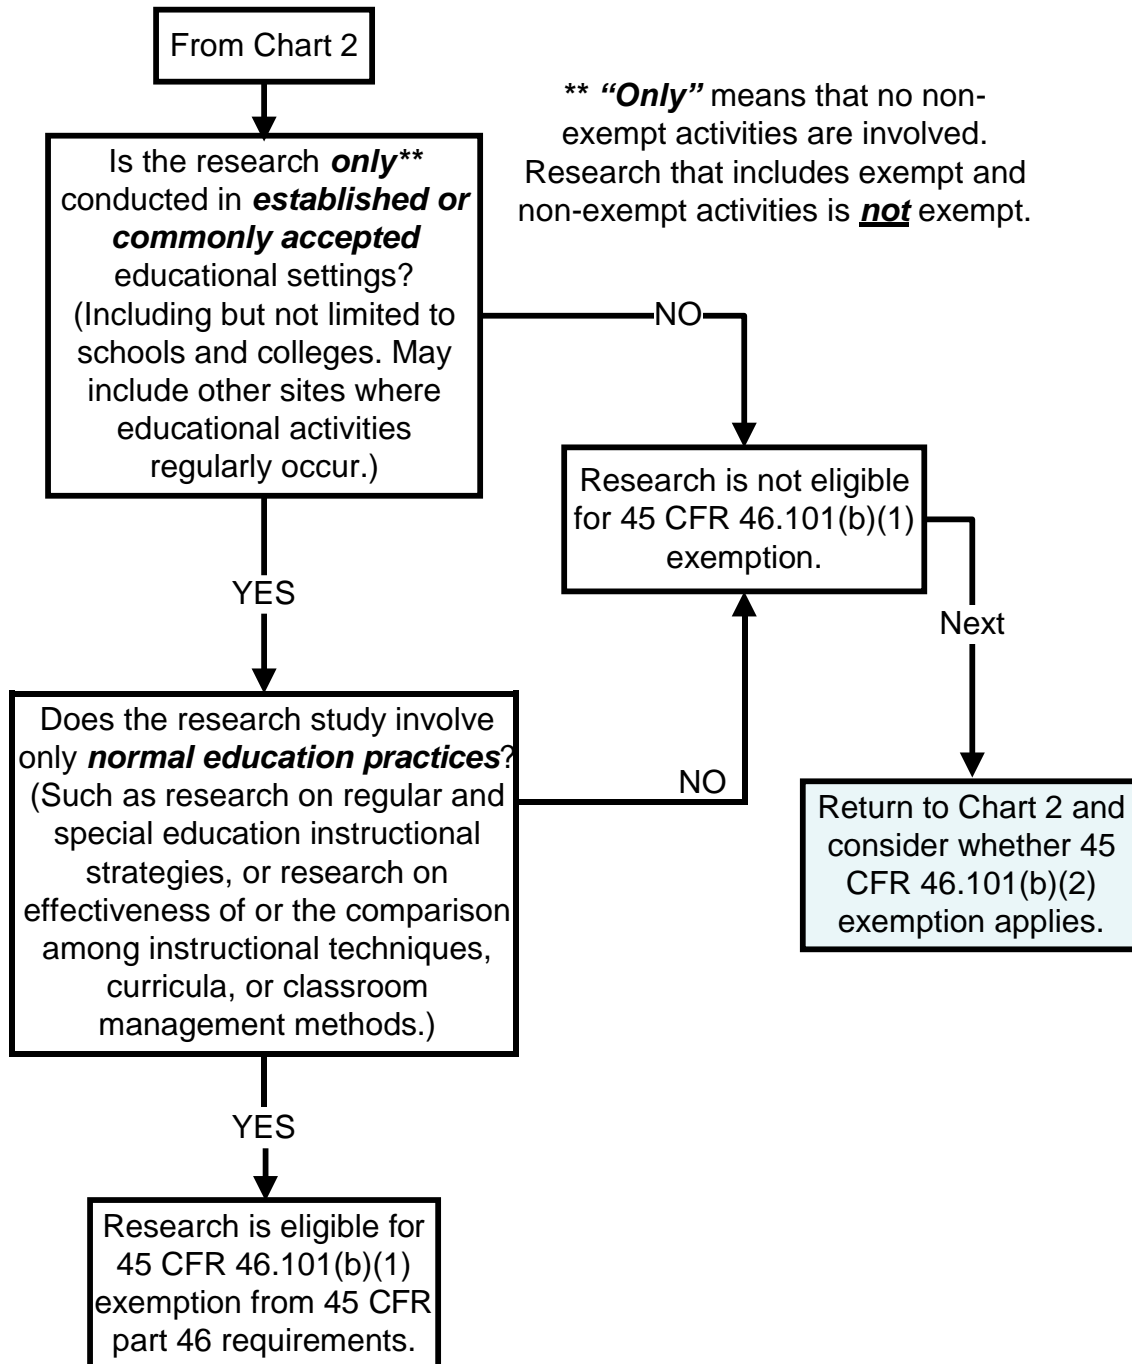 From Chart 2
** “Only” means that no non-
exempt activities are involved.
Research that includes exempt and
non-exempt activities is not exempt.
Is the research only**
conducted in established or
commonly accepted
educational settings?
(Including but not limited to
schools and colleges. May
include other sites where
educational activities
regularly occur.)
NO
Research is not eligible
for 45 CFR 46.101(b)(1)
exemption.
YES
Next
Does the research study involve
only normal education practices?
(Such as research on regular and
special education instructional
strategies, or research on
effectiveness of or the comparison
among instructional techniques,
curricula, or classroom
management methods.)
NO
Return to Chart 2 and
consider whether 45
CFR 46.101(b)(2)
exemption applies.
YES
Research is eligible for
45 CFR 46.101(b)(1)
exemption from 45 CFR
part 46 requirements.